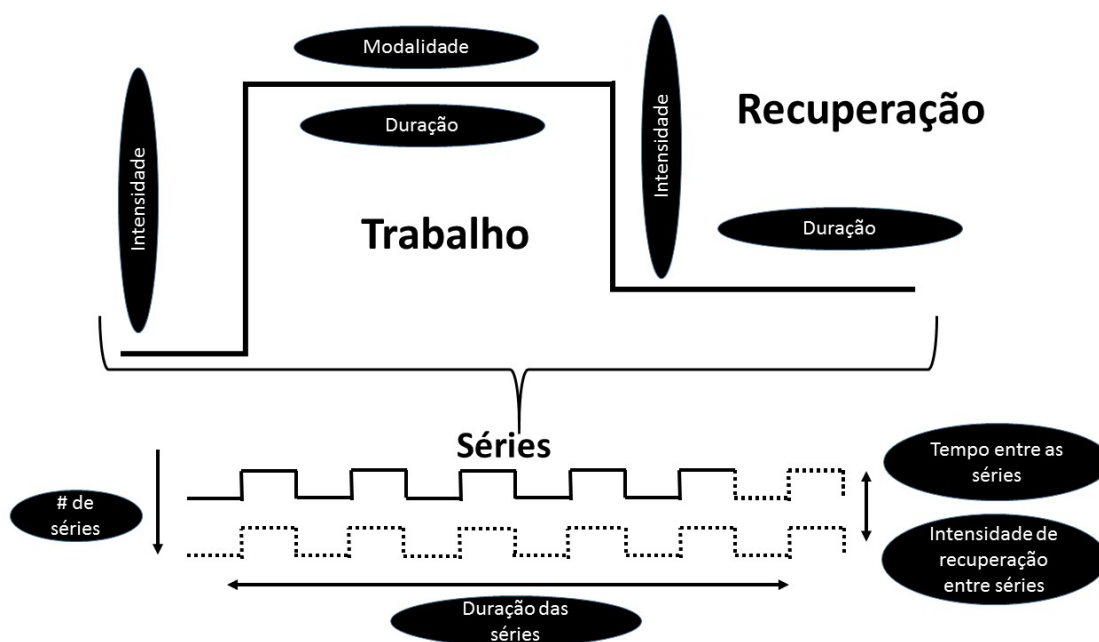 Modalidade
Duração
Intensidade
Trabalho
Intensidade
Recuperação
Duração
Séries
# de
séries
Tempo entre as
séries
Intensidade de
recuperação
entre séries
Duração das
séries